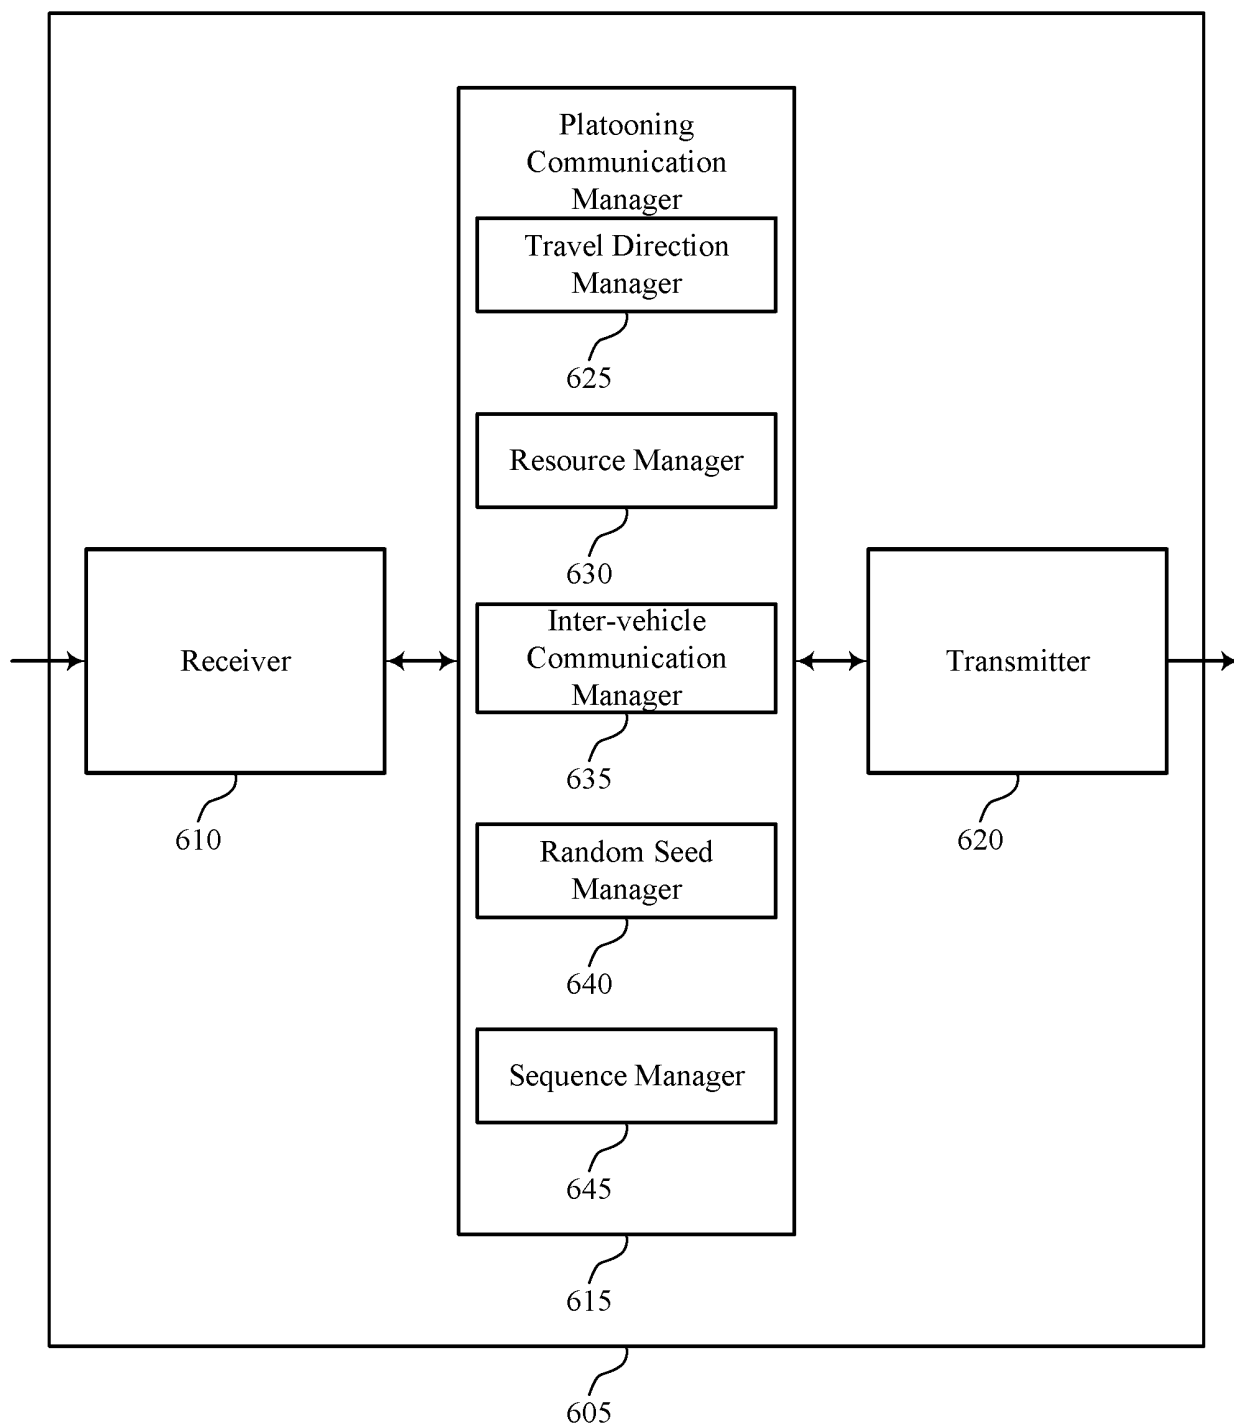 Platooning
Communication
Manager
Travel Direction
Manager
625
Resource Manager
630
Inter-vehicle
Communication
Manager
635
Random Seed
Manager
640
Sequence Manager
645
615
Receiver
610
Transmitter
620
605